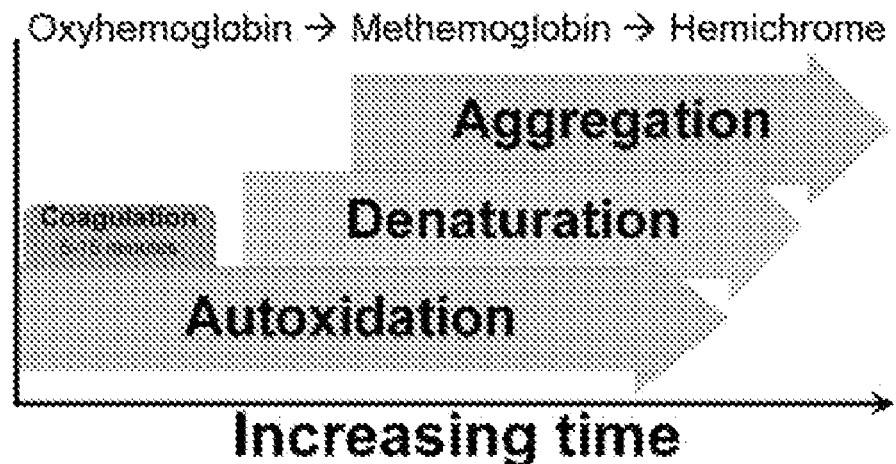 Oxyhemoglobin → Methemoglobin → Hemichrome
Aggregation
Coagulation
Denaturation
Autoxidation
Increasing time